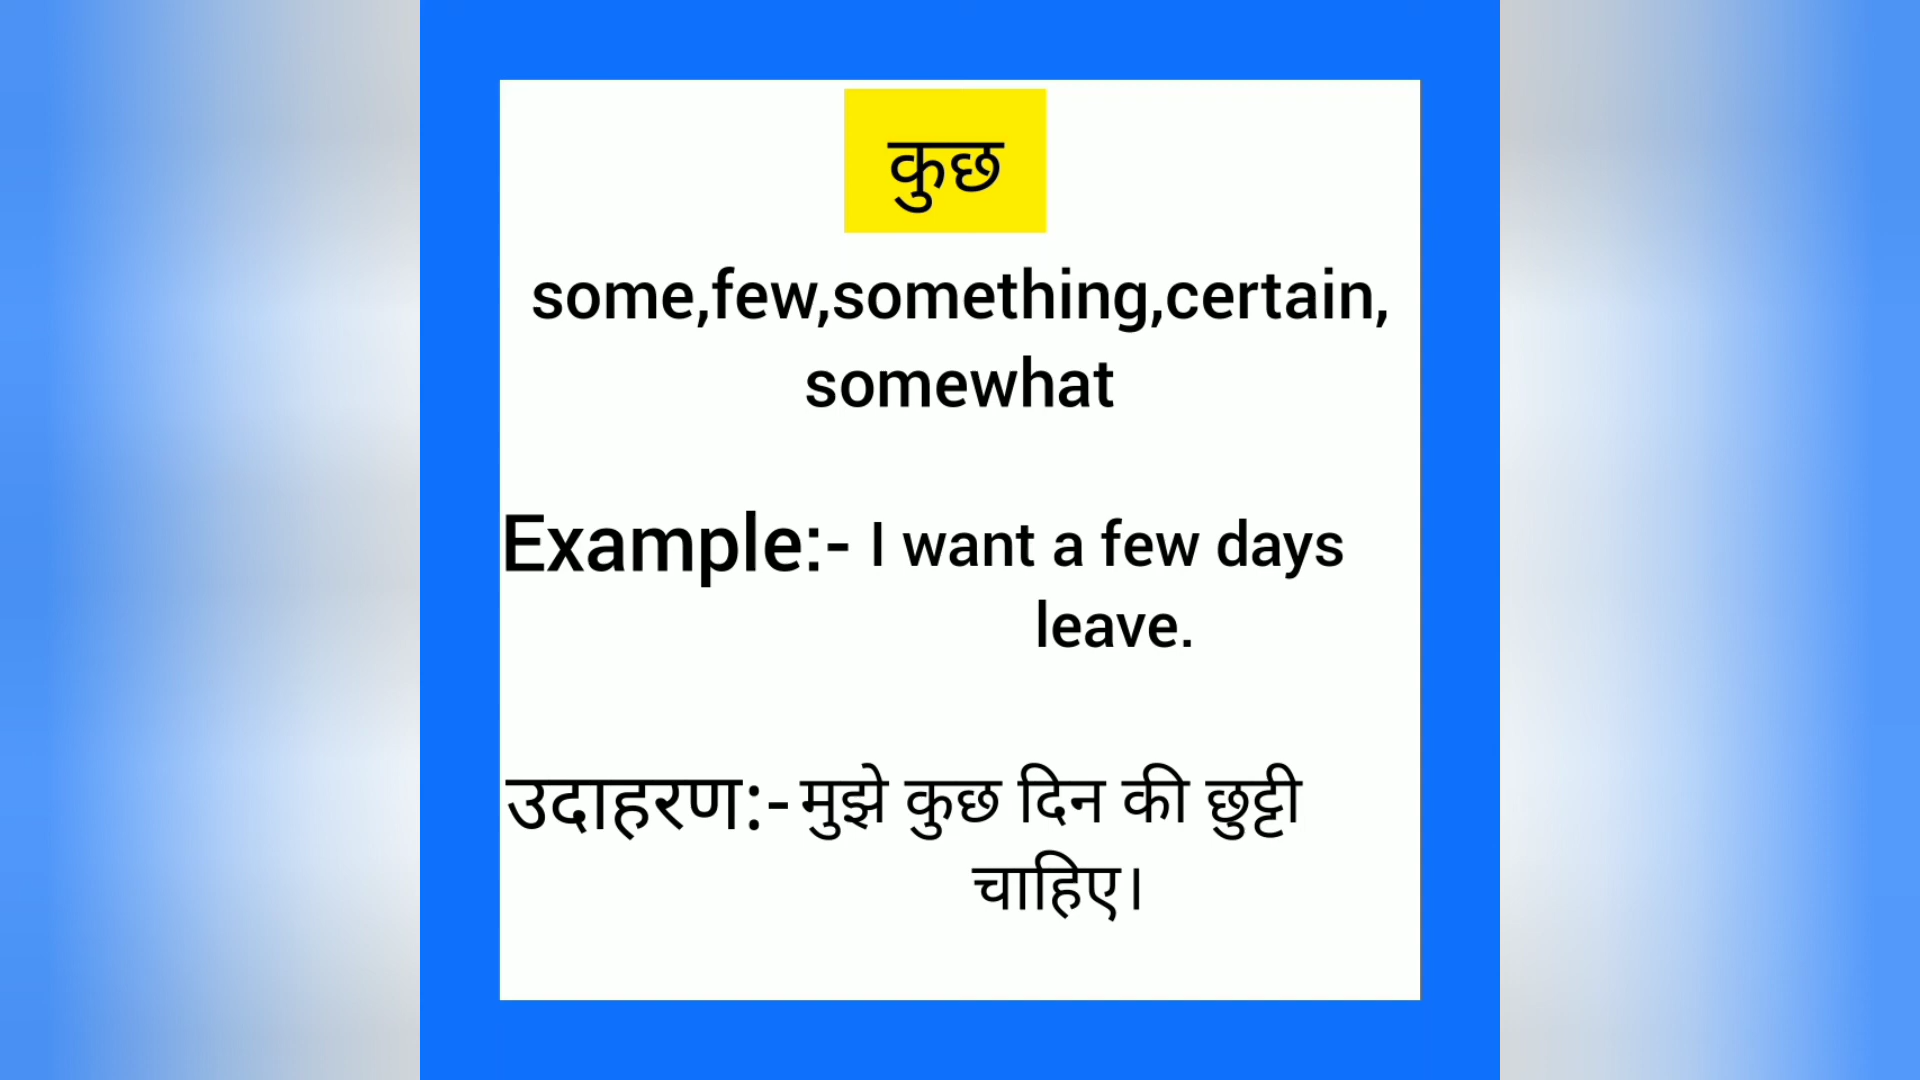 कुछ
some,few,something,certain,
somewhat
Example:- I want a few days
leave.
उदाहरण:- मुझे कुछ दिन की छुट्टी
चाहिए।